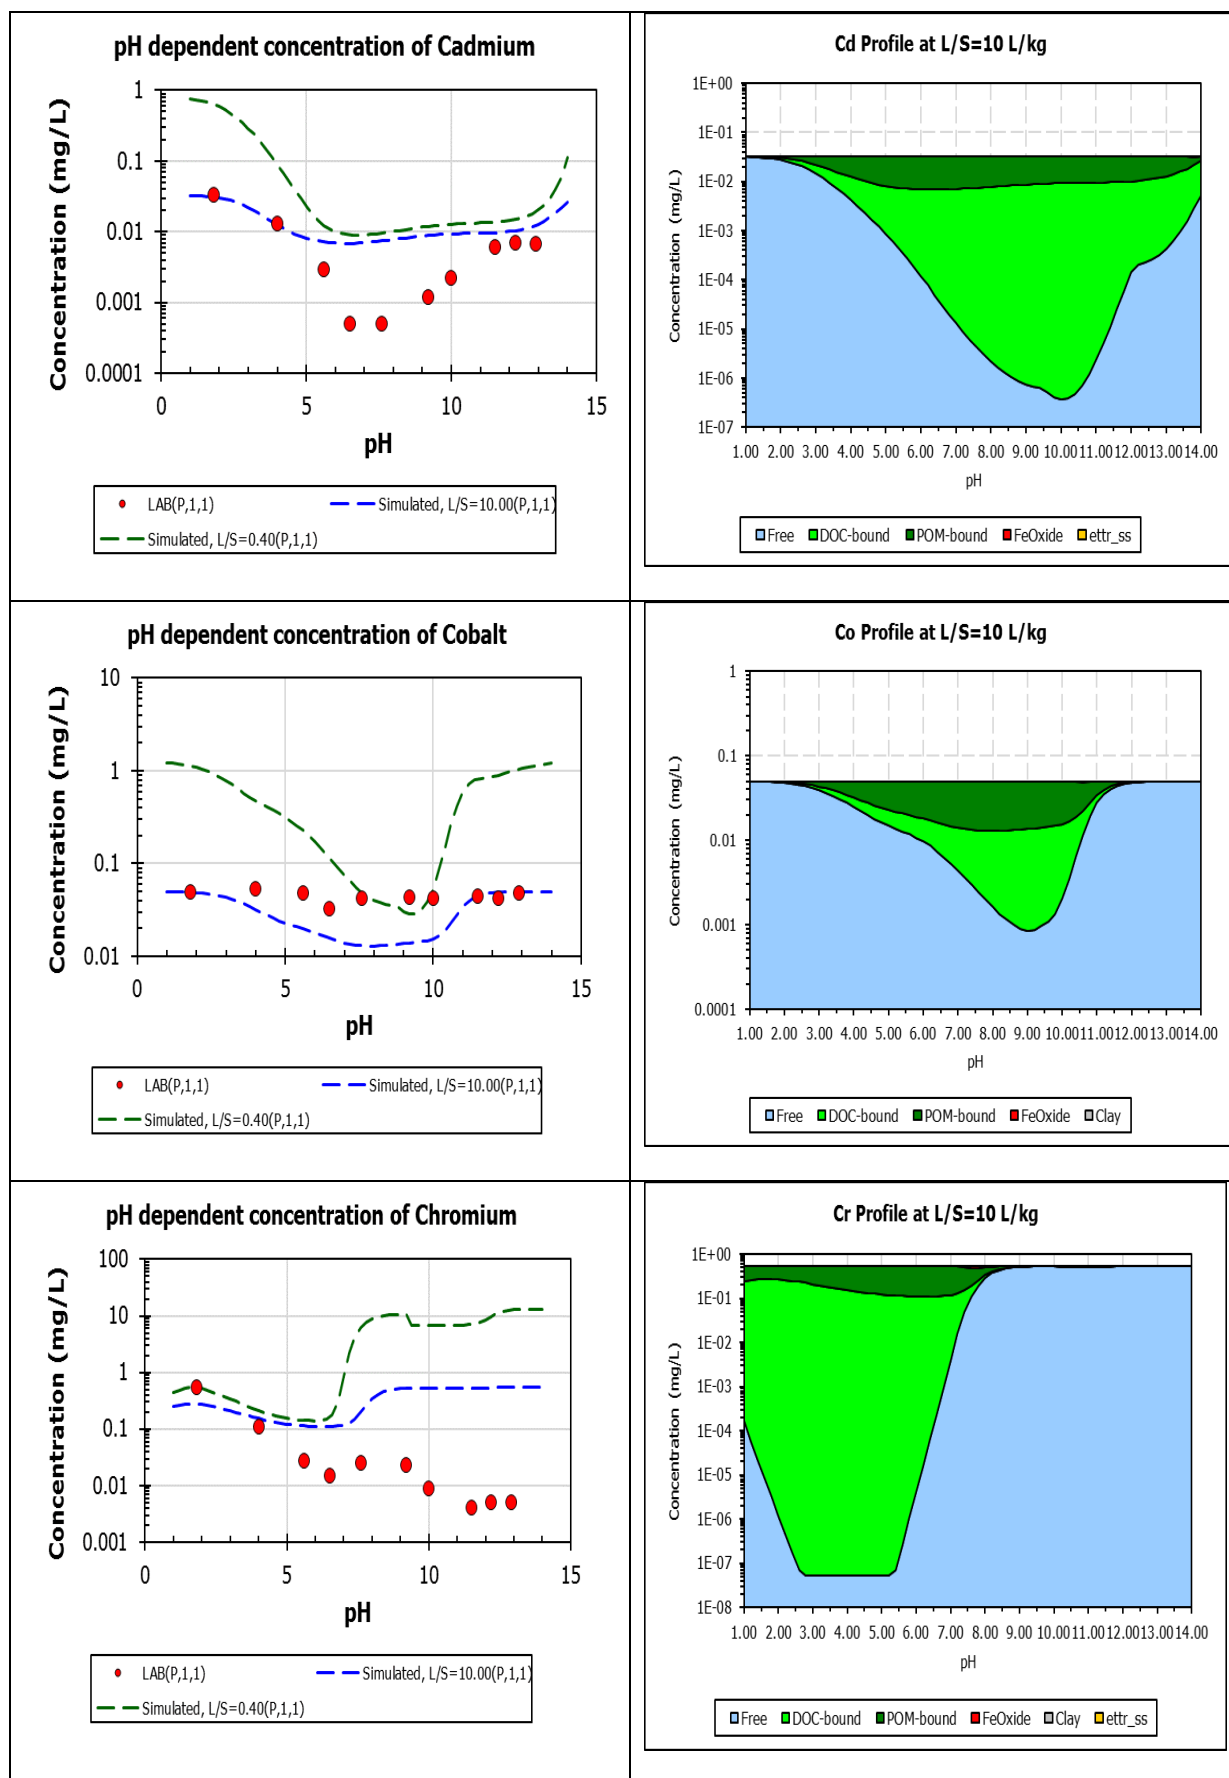 pH dependent concentration of Cadmium
Concentration (mg/L)
1
0.1
0.01
0.001
0.0001
0 5 10 15
pH
LAB(P,1,1) Simulated, L/S=10.00(P,1,1)
Simulated, L/S=0.40(P,1,1)
Cd Profile at L/S=10 L/kg
Concentration (mg/L)
1E+00
1E-01
1E-02
1E-03
1E-04
1E-05
1E-06
1E-07
1.00 2.00 3.00 4.00 5.00 6.00 7.00 8.00 9.00 10.00 11.00 12.00 13.00 14.00
pH
Free DOC-bound POM-bound FeOxide ettr_ss
pH dependent concentration of Cobalt
Concentration (mg/L)
10
1
0.1
0.01
0 5 10 15
pH
LAB(P,1,1) Simulated, L/S=10.00(P,1,1)
Simulated, L/S=0.40(P,1,1)
Co Profile at L/S=10 L/kg
Concentration (mg/L)
1
0.1
0.01
0.001
0.0001
1.00 2.00 3.00 4.00 5.00 6.00 7.00 8.00 9.00 10.00 11.00 12.00 13.00 14.00
pH
Free DOC-bound POM-bound FeOxide Clay
pH dependent concentration of Chromium
Concentration (mg/L)
100
10
1
0.1
0.01
0.001
0 5 10 15
pH
LAB(P,1,1) Simulated, L/S=10.00(P,1,1)
Simulated, L/S=0.40(P,1,1)
Cr Profile at L/S=10 L/kg
Concentration (mg/L)
1E+00
1E-01
1E-02
1E-03
1E-04
1E-05
1E-06
1E-07
1E-08
1.00 2.00 3.00 4.00 5.00 6.00 7.00 8.00 9.00 10.00 11.00 12.00 13.00 14.00
pH
Free DOC-bound POM-bound FeOxide Clay ettr_ss